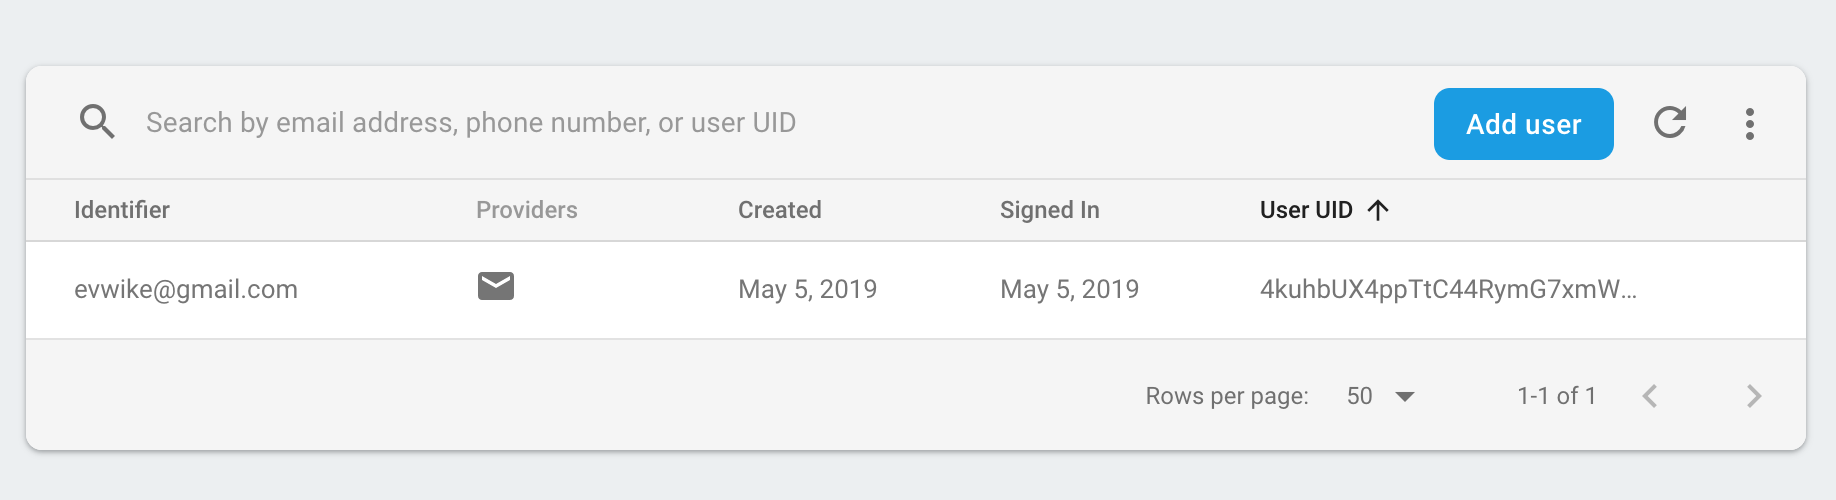 Search by email address, phone number, or user UID Add user
Identifier Providers Created Signed In User UID
evwike@gmail.com May 5, 2019 May 5, 2019 4kuhbUX4ppTtC44RymG7xmW...
Rows per page: 50 1-1 of 1